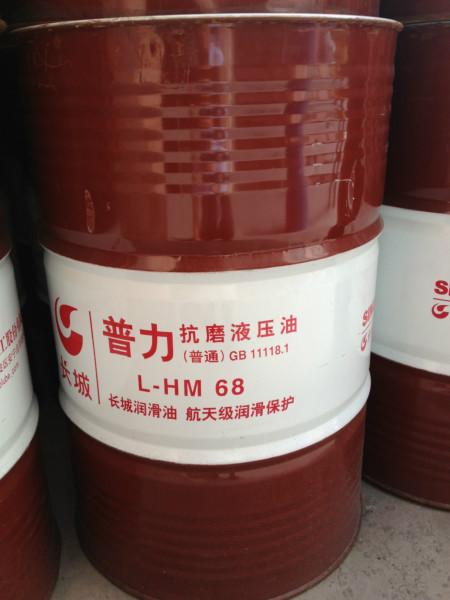 长城
普力
抗磨液压油
(普通) GB 11118.1
L-HM 68
长城润滑油 航天级润滑保护